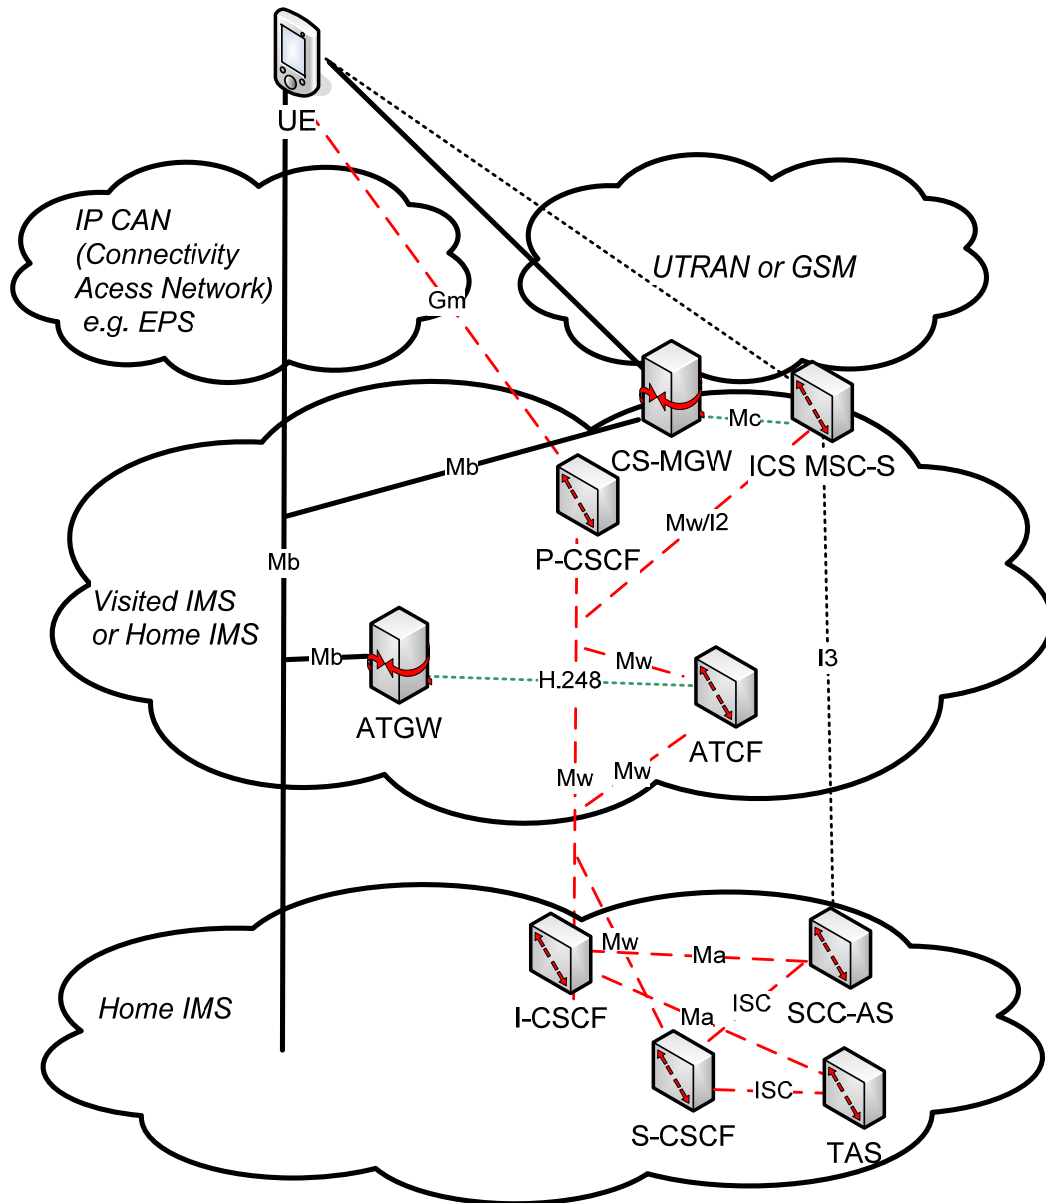 UE
IP CAN
(Connectivity
Acess Network)
e.g. EPS
UTRAN or GSM
Gm
Mc
CS-MGW
ICS MSC-S
Mb
Mw/I2
P-CSCF
Mb
Visited IMS
or Home IMS
Mb
Mw
I3
H.248
ATGW
ATCF
Mw
Mw
Mw
Ma
Home IMS
I-CSCF
ISC
SCC-AS
Ma
ISC
S-CSCF
TAS